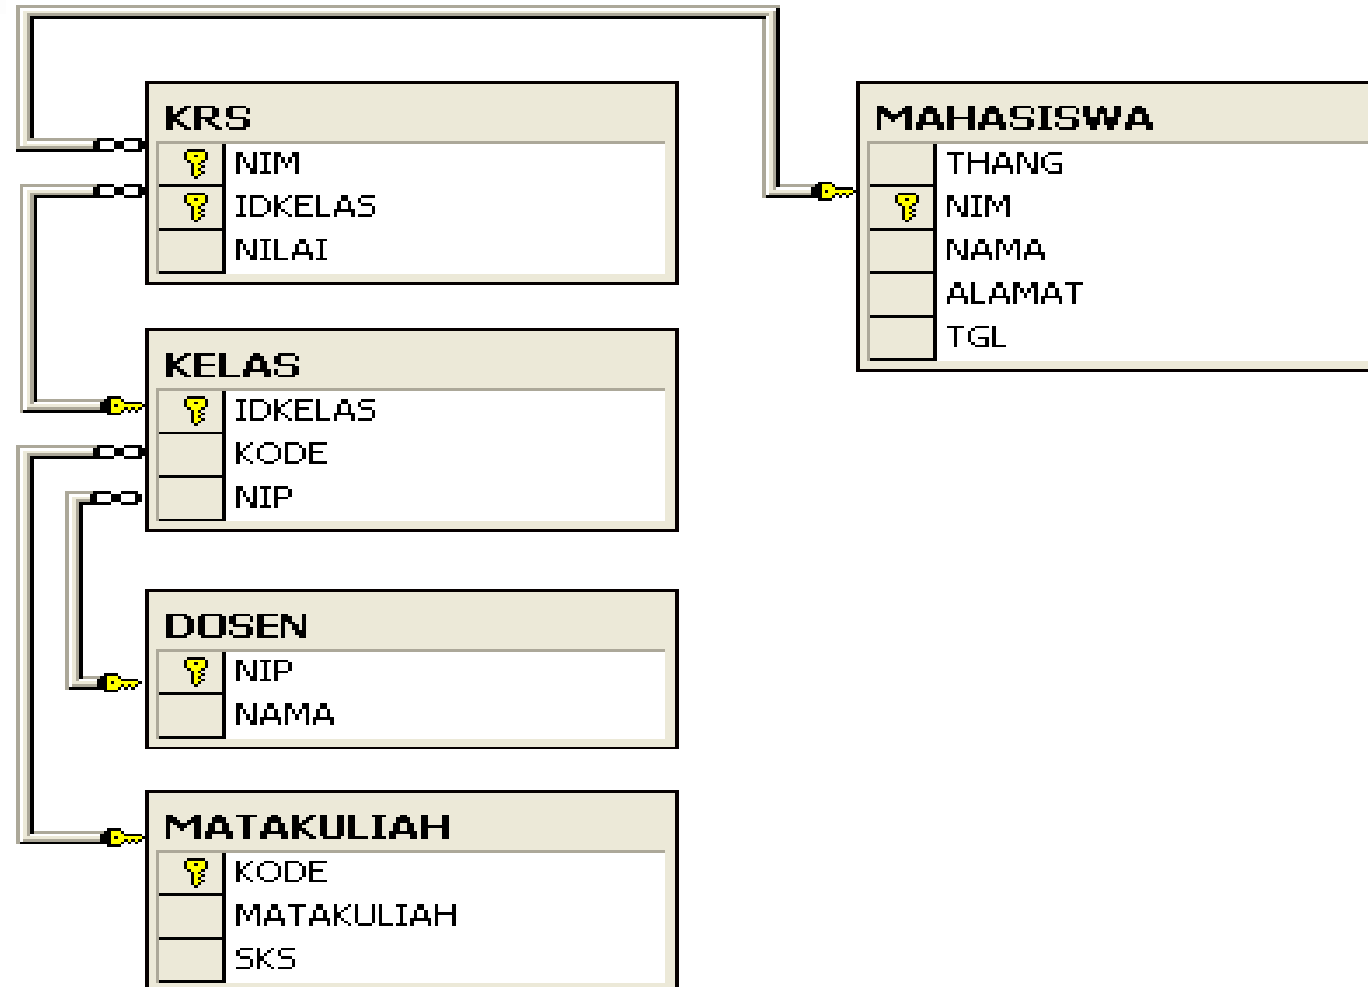 KRS
NIM
IDKELAS
NILAI
MAHASISWA
THANG
NIM
NAMA
ALAMAT
TGL
KELAS
IDKELAS
KODE
NIP
DOSEN
NIP
NAMA
MATAKULIAH
KODE
MATAKULIAH
SKS